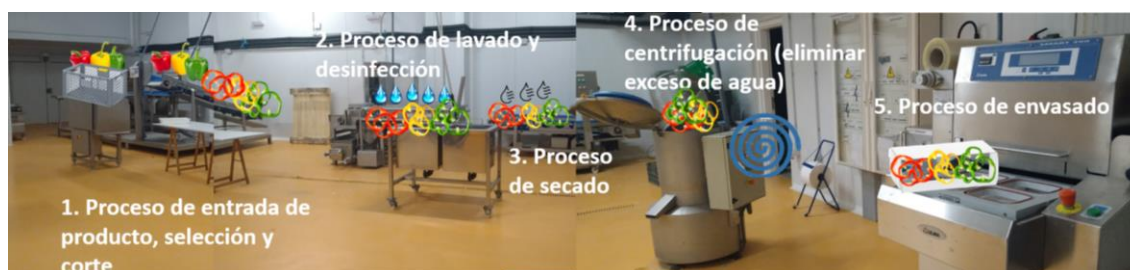 1. Proceso de entrada de
producto, selección y
corte
2. Proceso de lavado y
desinfección
3. Proceso
de secado
4. Proceso de
centrifugación (eliminar
exceso de agua)
5. Proceso de envasado